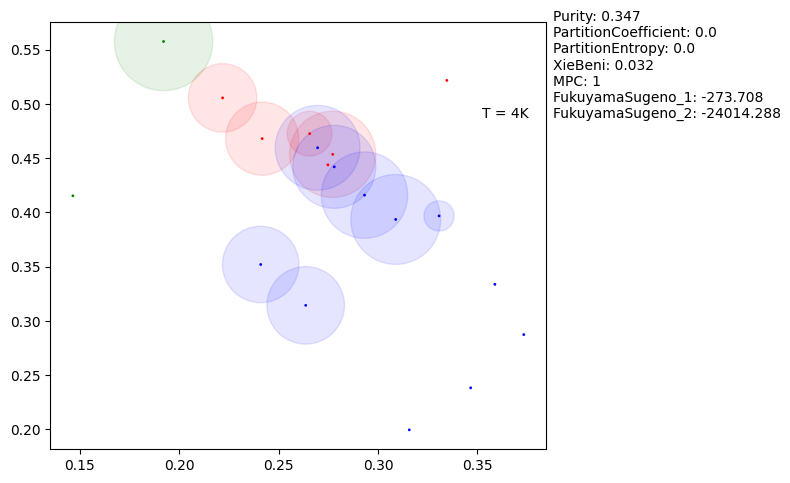 Purity: 0.347
PartitionCoefficient: 0.0
PartitionEntropy: 0.0
XieBeni: 0.032
MPC: 1
FukuyamaSugeno_1: -273.708
FukuyamaSugeno_2: -24014.288
T = 4K
0.55
0.50
0.45
0.40
0.35
0.30
0.25
0.20
0.15 0.20 0.25 0.30 0.35